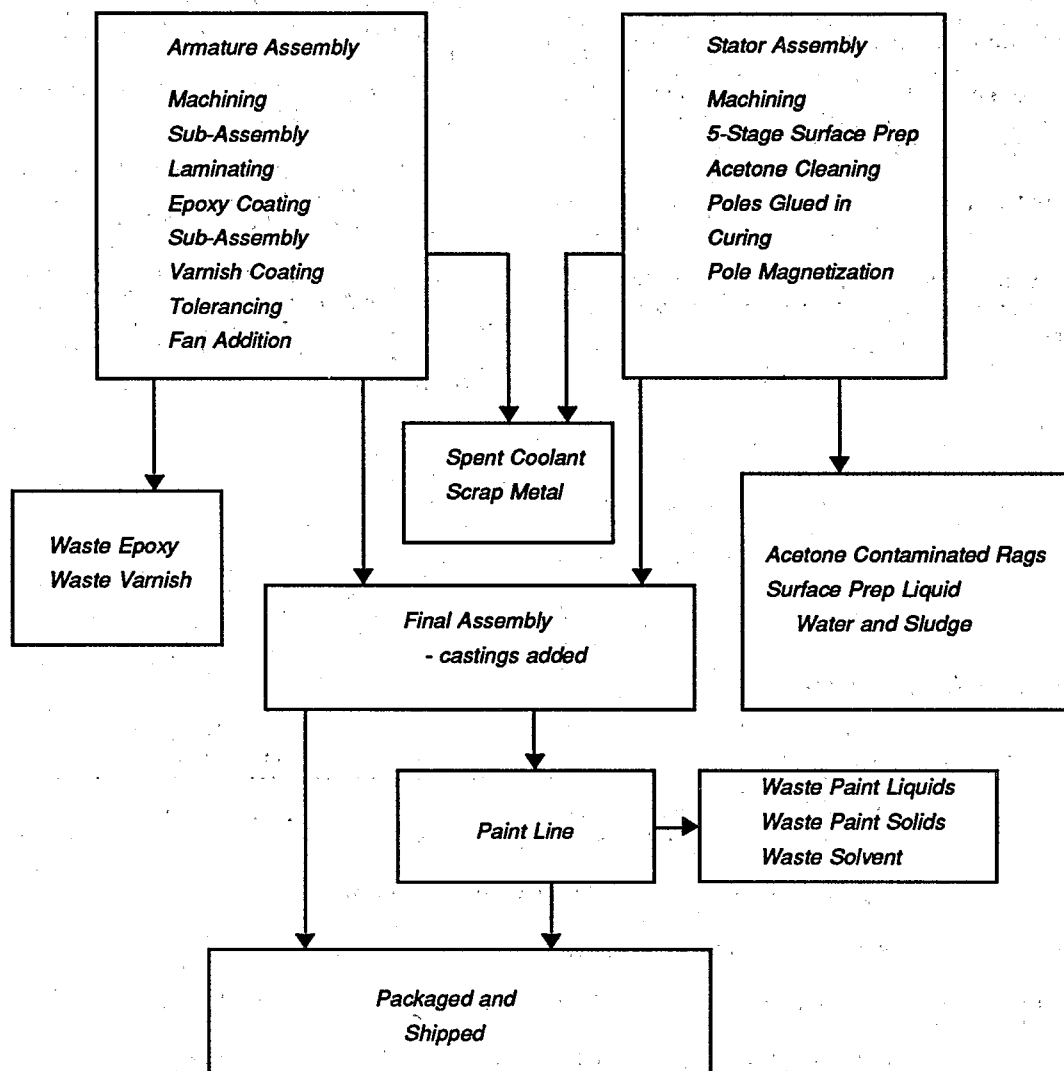 Armature Assembly
Machining
Sub-Assembly
Laminating
Epoxy Coating
Sub-Assembly
Varnish Coating
Tolerancing
Fan Addition
Stator Assembly
Machining
5-Stage Surface Prep
Acetone Cleaning
Poles Glued in
Curing
Pole Magnetization
Spent Coolant
Scrap Metal
Waste Epoxy
Waste Varnish
Acetone Contaminated Rags
Surface Prep Liquid
Water and Sludge
Final Assembly
- castings added
Paint Line
Waste Paint Liquids
Waste Paint Solids
Waste Solvent
Packaged and
Shipped